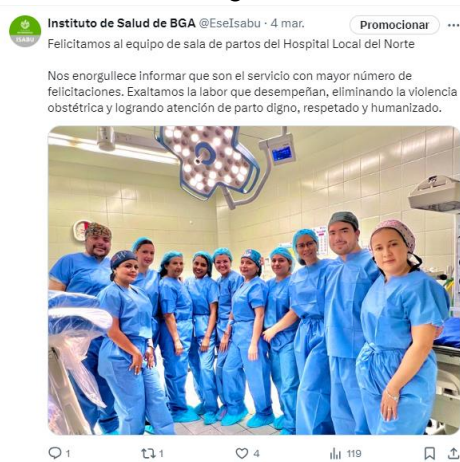 Instituto de Salud de BGA @EseIsabu · 4 mar.
Promocionar
Felicitamos al equipo de sala de partos del Hospital Local del Norte
Nos enorgullece informar que son el servicio con mayor número de
felicitaciones. Exaltamos la labor que desempeñan, eliminando la violencia
obstétrica y logrando atención de parto digno, respetado y humanizado.
ISABU
1
1
4
119